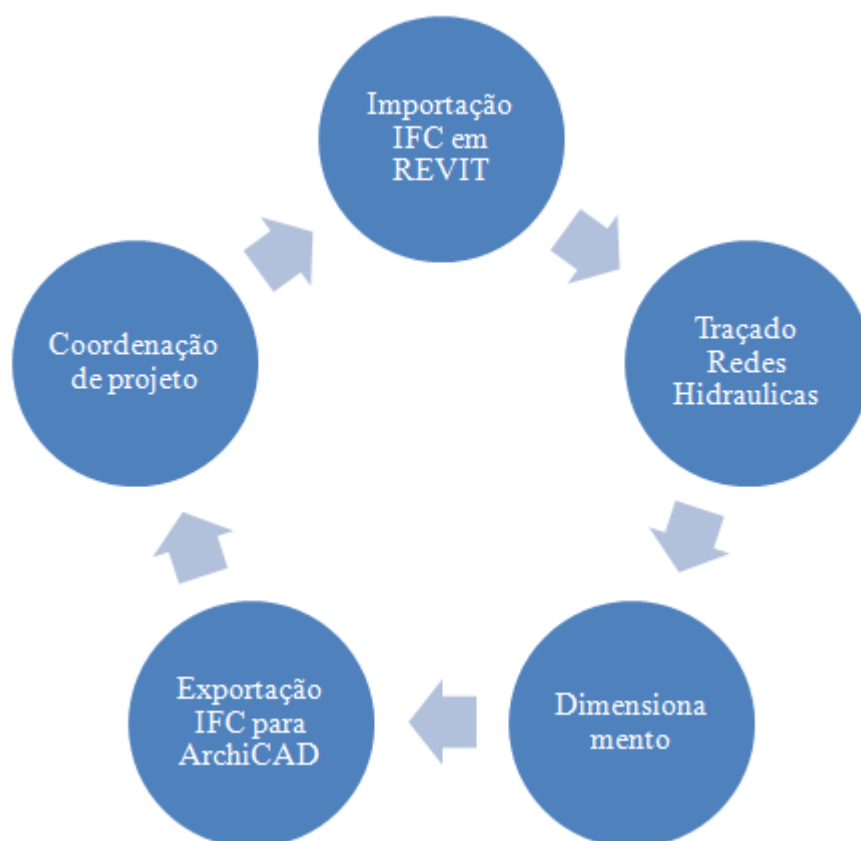 Importação
IFC em
REVIT
Traçado
Redes
Hidraulicas
Dimensiona
mento
Exportação
IFC para
ArchiCAD
Coordenação
de projeto